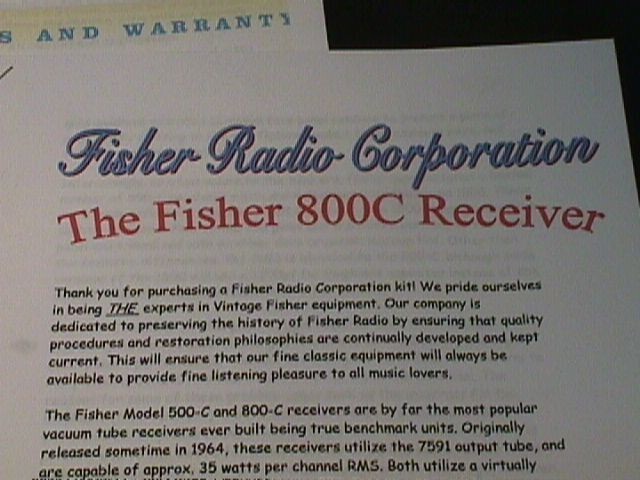 S AND WARRANTY
Fisher Radio Corporation
The Fisher 800C Receiver
Thank you for purchasing a Fisher Radio Corporation kit! We pride ourselves
in being THE experts in Vintage Fisher equipment. Our company is
dedicated to preserving the history of Fisher Radio by ensuring that quality
procedures and restoration philosophies are continually developed and kept
current. This will ensure that our fine classic equipment will always be
available to provide fine listening pleasure to all music lovers.
The Fisher Model 500-C and 800-C receivers are by far the most popular
vacuum tube receivers ever built being true benchmark units. Originally
released sometime in 1964, these receivers utilize the 7591 output tube, and
are capable of approx. 35 watts per channel RMS. Both utilize a virtually